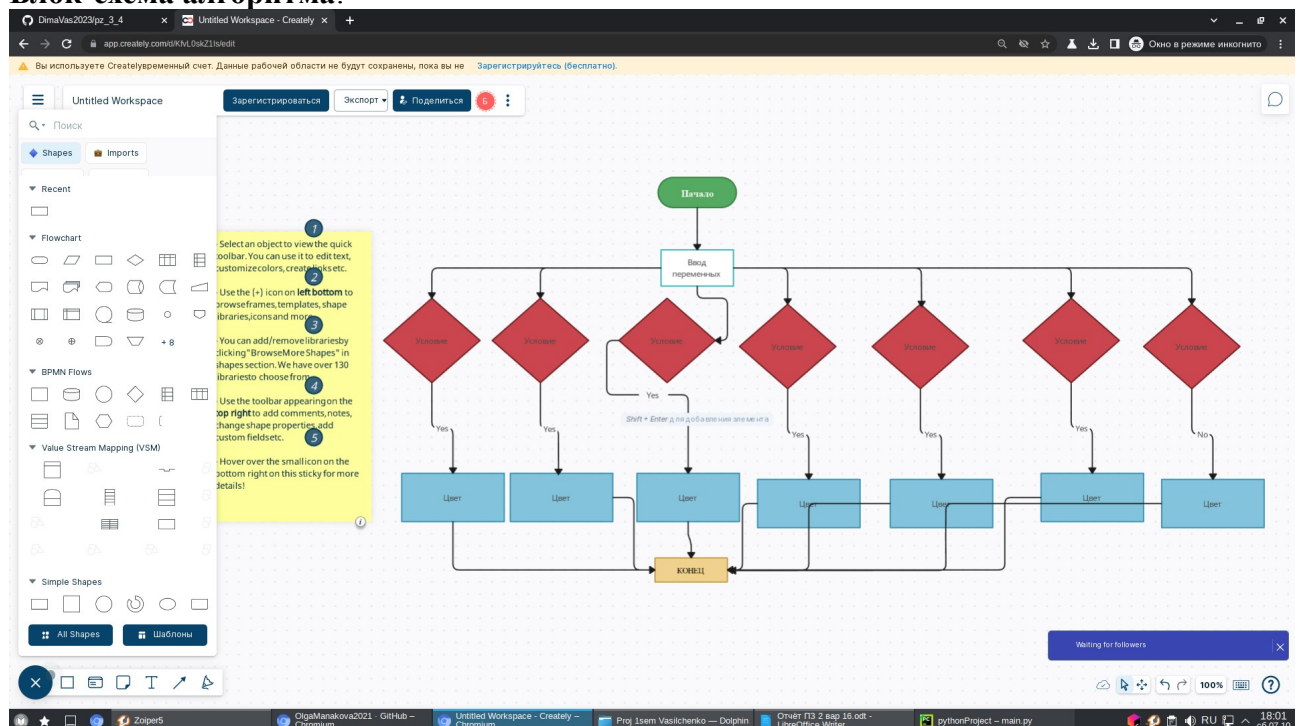 Блок-схема алгоритма:
DimaVas2023/pz_3_4
Untitled Workspace - Creately
app.creately.com/d/KfvL0skZ1ls/edit
Окно в режиме инкогнито
Вы используете Createlyвременный счет. Данные рабочей области не будут сохранены, пока вы не Зарегистрируйтесь (бесплатно).
Untitled Workspace
Зарегистрироваться
Экспорт
Поделиться
Б
Поиск
Shapes
Imports
Recent
Flowchart
+ 8
BPMN Flows
Value Stream Mapping (VSM)
Simple Shapes
All Shapes
Шаблоны
1
Select an object to view the quick
toolbar. You can use it to edit text,
customize colors, create links etc.
2
Use the (+) icon on left bottom to
browse frames, templates, shape
libraries, icons and more
3
You can add/remove libraries by
clicking "Browse More Shapes" in
shapes section. We have over 130
libraries to choose from
4
Use the toolbar appearing on the
top right to add comments, notes,
change shape properties, add
custom fields etc.
5
Hover over the small icon on the
bottom right on this sticky for more
details!
Начало
Ввод
переменных
Условие
Условие
Условие
Условие
Условие
Условие
Условие
Yes
Shift + Enter для добавления элемента
Yes
Yes
Yes
Yes
Yes
No
Цвет
Цвет
Цвет
Цвет
Цвет
Цвет
Цвет
КОНЕЦ
Waiting for followers
100%
Zoiper5
OlgaManakova2021 - GitHub –
Chromium
Untitled Workspace - Creately –
Chromium
Proj 1sem Vasilchenko — Dolphin
Отчёт ПЗ 2 вар 16.odt -
LibreOffice Writer
pythonProject – main.py
RU
18:01